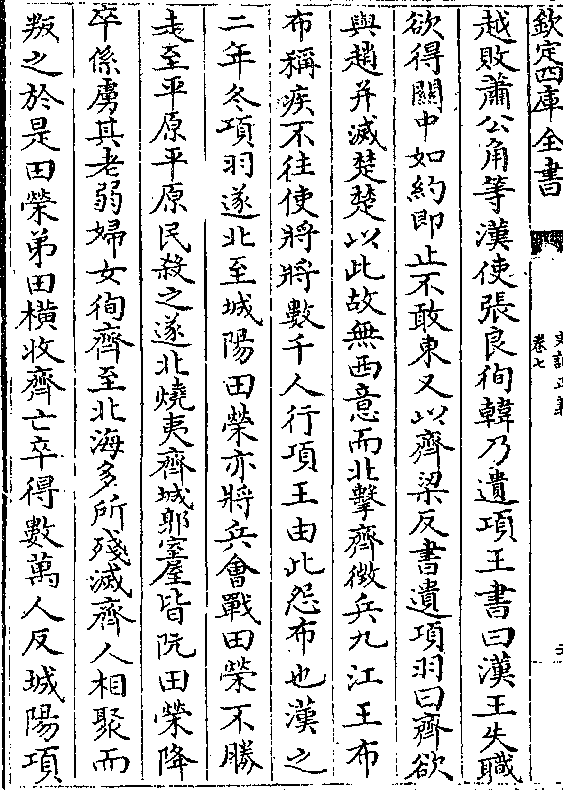 欽定四庫全書
史記正義
卷七
越敗蕭公角等漢使張良徇韓乃遺項王書曰漢王失職
欲得關中如約即止不敢東又以齊梁反書遺項羽曰齊欲
與趙并滅楚楚以此故無西意而北擊齊徵兵九江王布
布稱疾不往使將將數千人行項王由此怨布也漢之
二年冬項羽遂北至城陽田榮亦將兵會戰田榮不勝
走至平原平原民殺之遂北燒夷齊城郭室屋皆阬田榮降
卒係虜其老弱婦女徇齊至北海多所殘滅齊人相聚而
叛之於是田榮弟田橫收齊亡卒得數萬人反城陽項